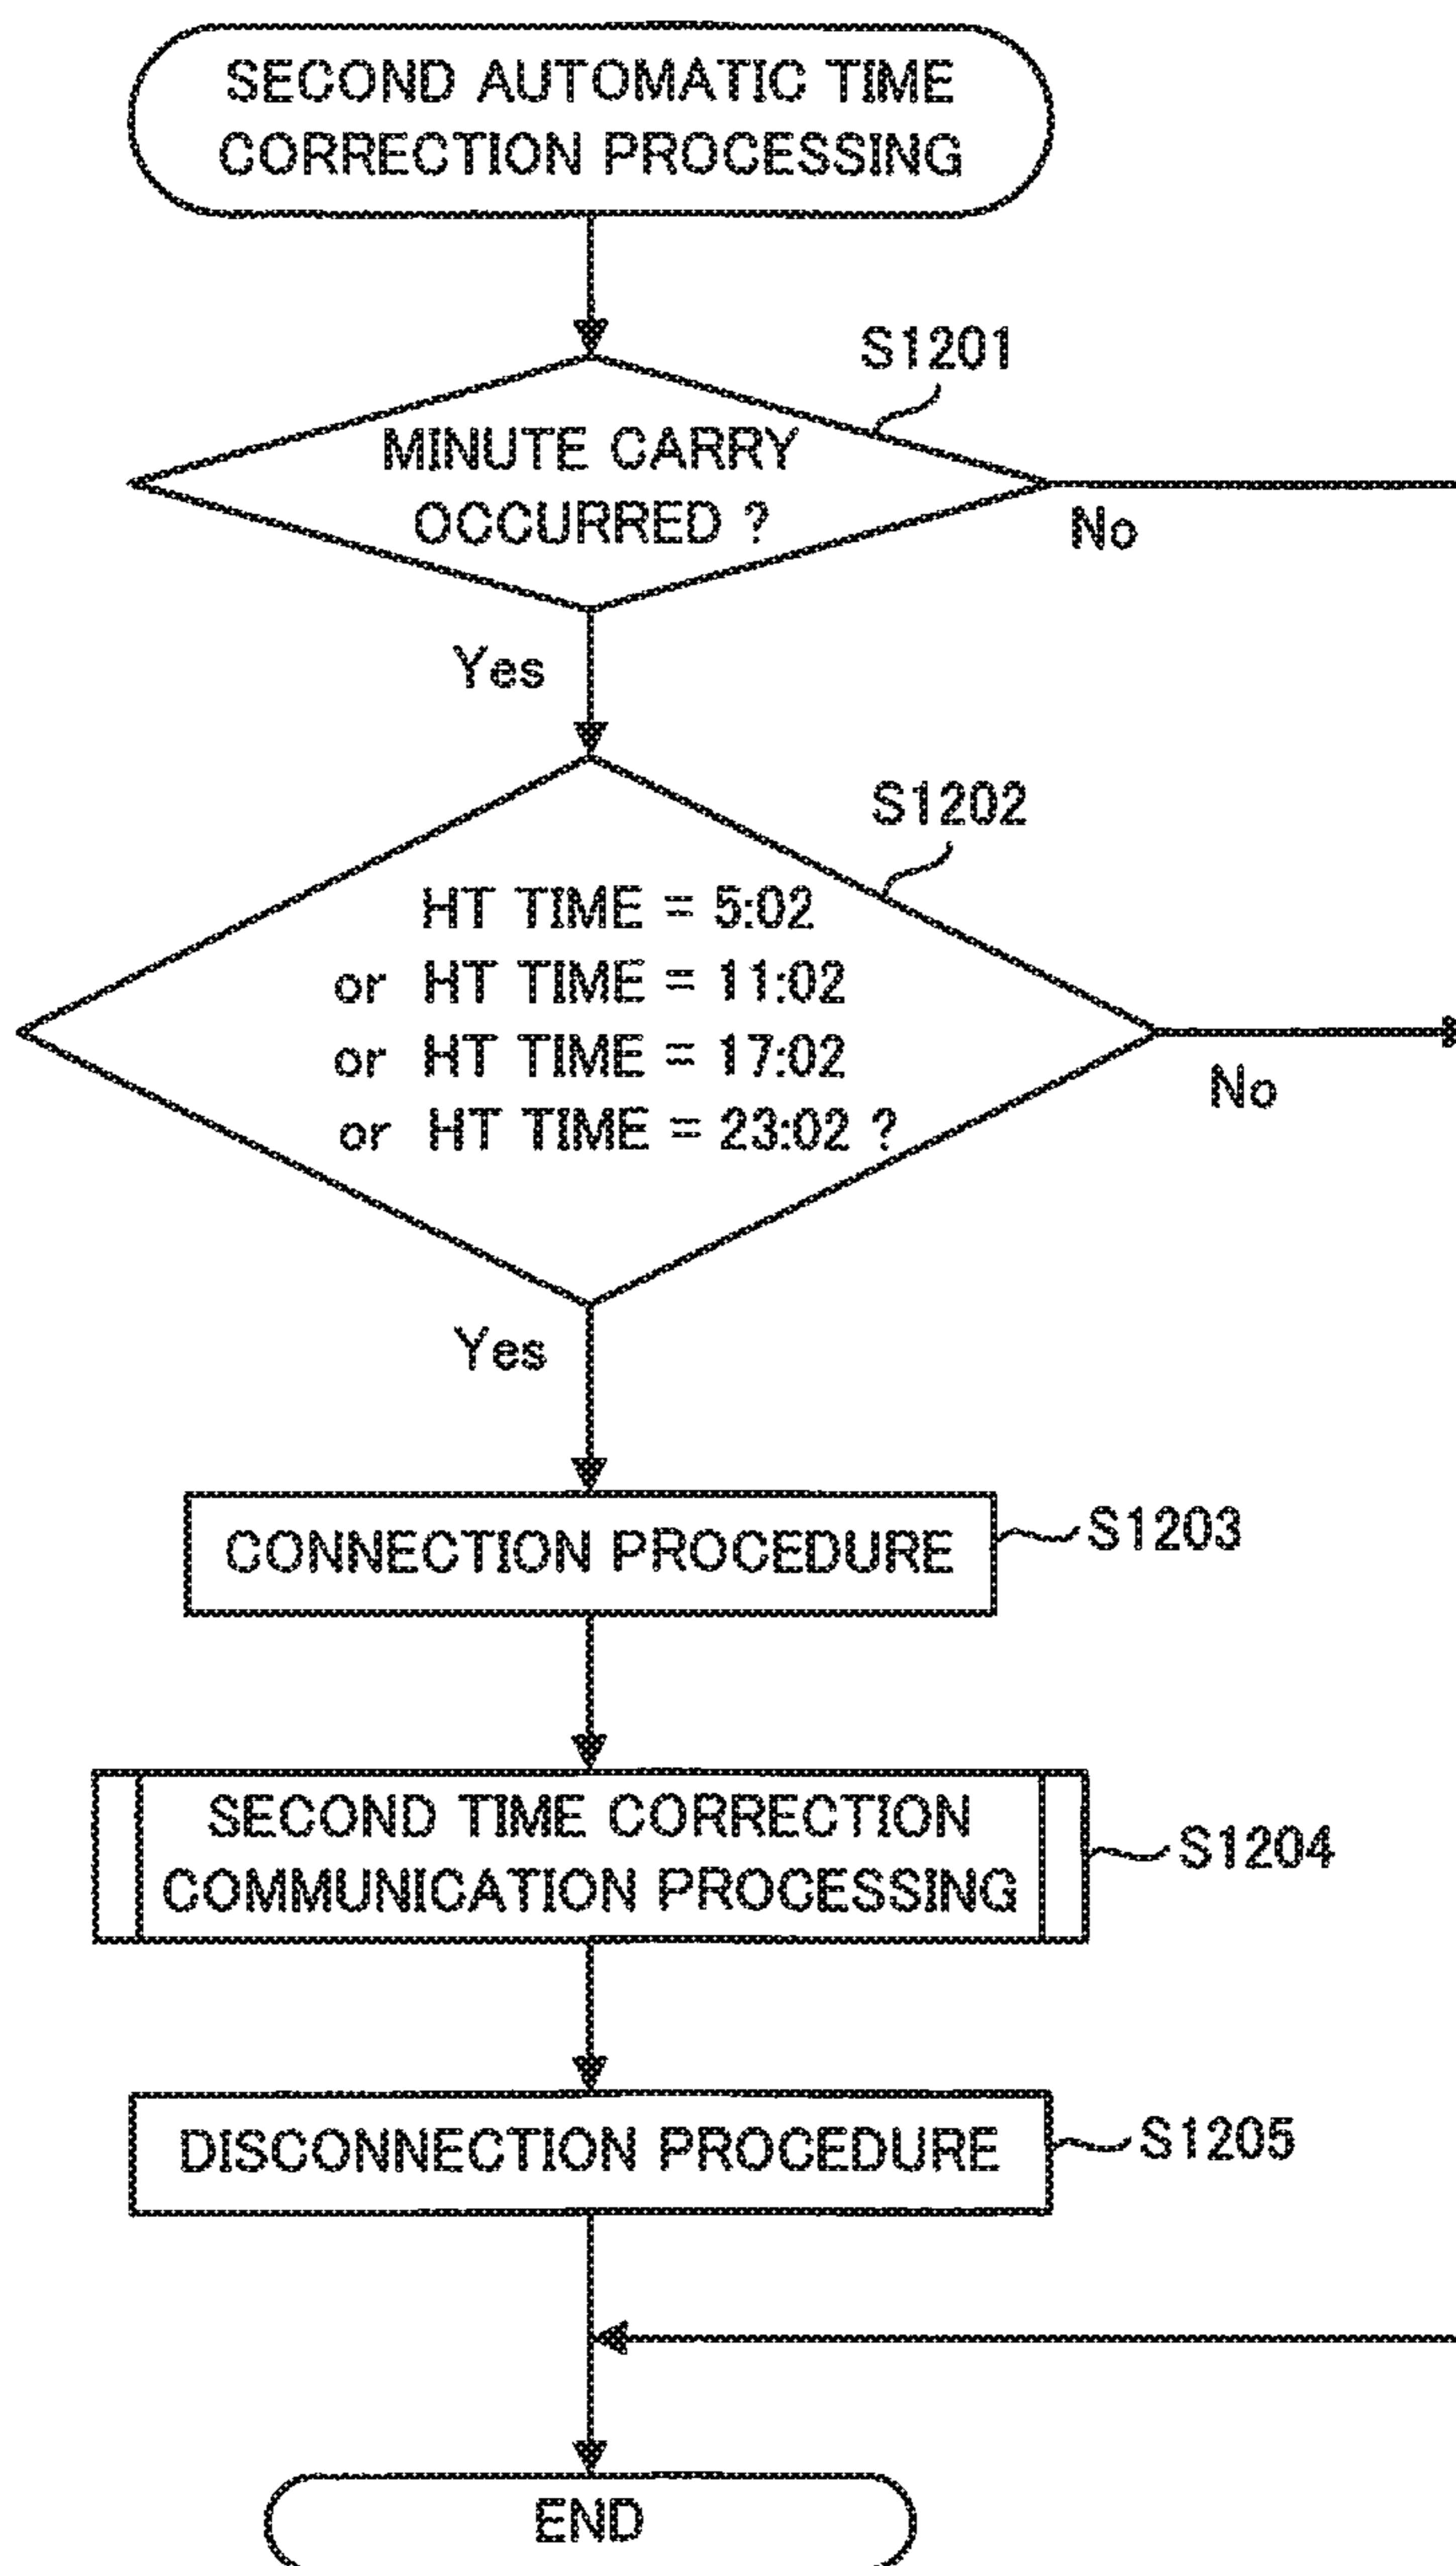 SECOND AUTOMATIC TIME
CORRECTION PROCESSING
S1201
MINUTE CARRY
OCCURRED ?
No
Yes
S1202
HT TIME = 5:02
or HT TIME = 11:02
or HT TIME = 17:02
or HT TIME = 23:02 ?
No
Yes
CONNECTION PROCEDURE
S1203
SECOND TIME CORRECTION
COMMUNICATION PROCESSING
S1204
DISCONNECTION PROCEDURE
S1205
END